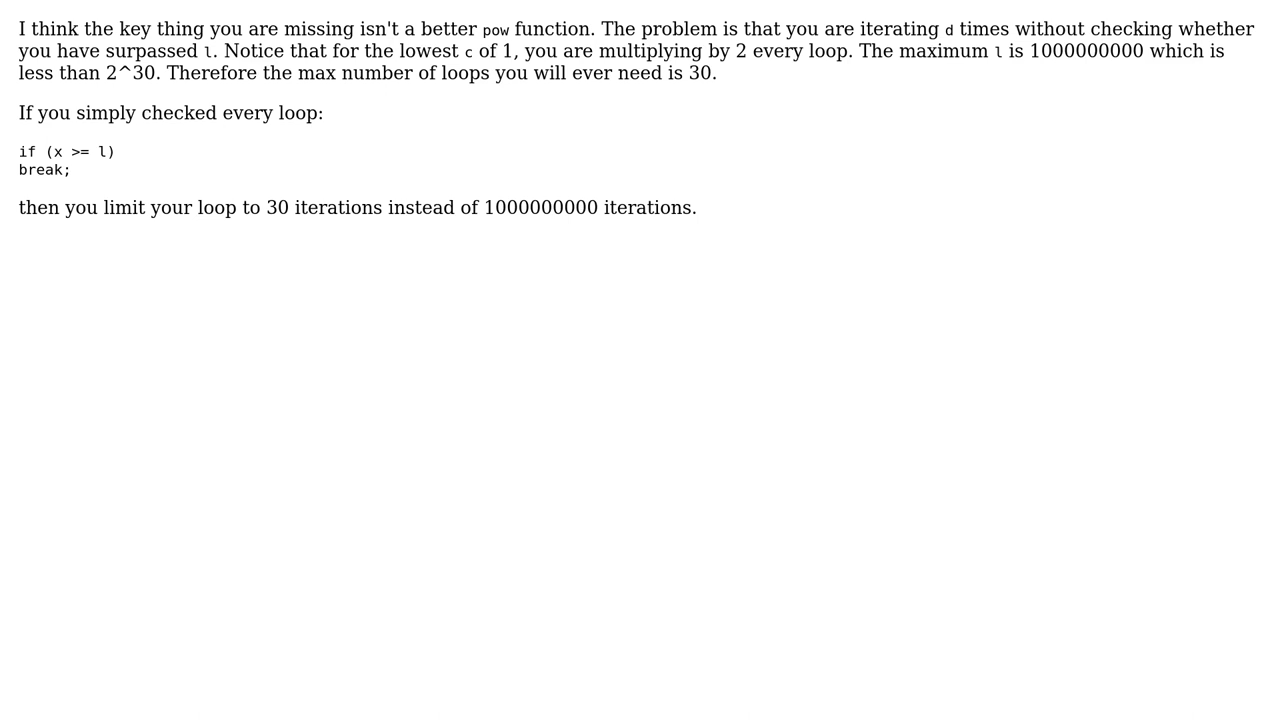 I think the key thing you are missing isn't a better pow function. The problem is that you are iterating d times without checking whether
you have surpassed l. Notice that for the lowest c of 1, you are multiplying by 2 every loop. The maximum l is 1000000000 which is
less than 2^30. Therefore the max number of loops you will ever need is 30.
If you simply checked every loop:
if (x >= l)
break;
then you limit your loop to 30 iterations instead of 1000000000 iterations.